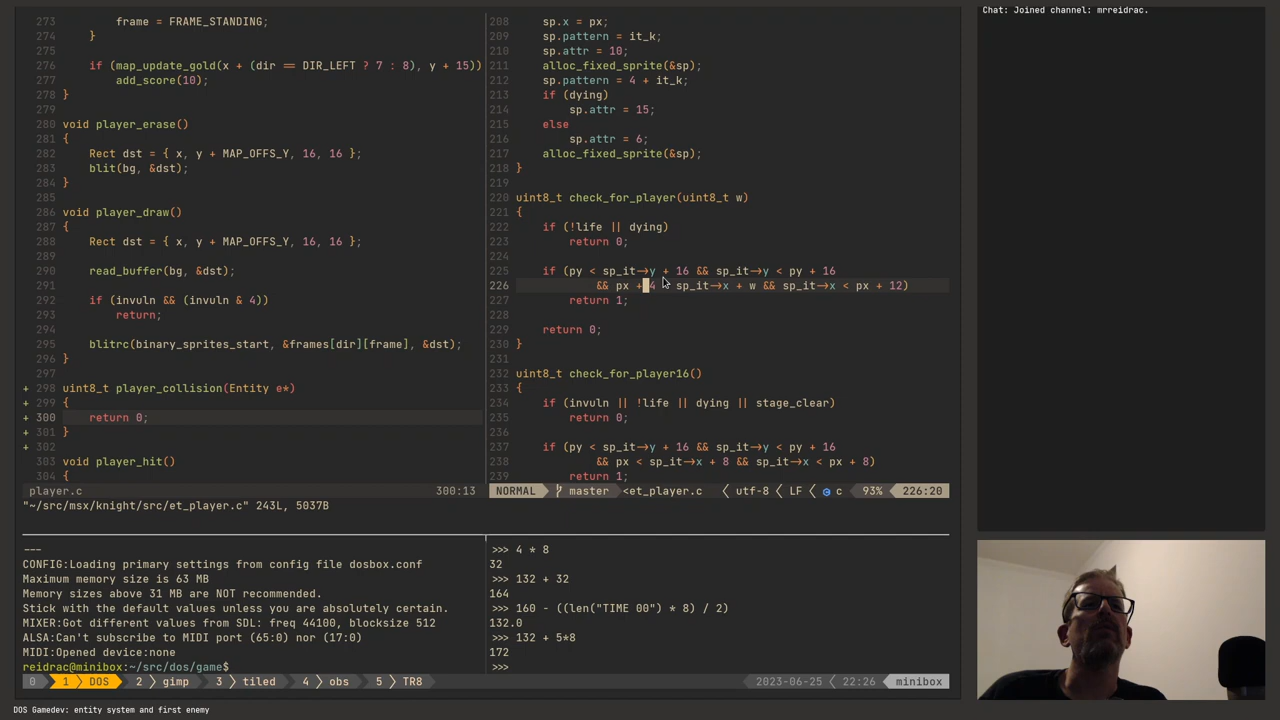 273         frame = FRAME_STANDING;
274     }
275
276     if (map_update_gold(x + (dir == DIR_LEFT ? 7 : 8), y + 15))
277         add_score(10);
278 }
279
280 void player_erase()
281 {
282     Rect dst = { x, y + MAP_OFFS_Y, 16, 16 };
283     blit(bg, &dst);
284 }
285
286 void player_draw()
287 {
288     Rect dst = { x, y + MAP_OFFS_Y, 16, 16 };
289
290     read_buffer(bg, &dst);
291
292     if (invuln && (invuln & 4))
293         return;
294
295     blitrc(binary_sprites_start, &frames[dir][frame], &dst);
296 }
297
+ 298 uint8_t player_collision(Entity e*)
+ 299 {
+ 300     return 0;
+ 301 }
+ 302
303 void player_hit()
304 {
player.c 300:13
"~/src/msx/knight/src/et_player.c" 243L, 5037B
208     sp.x = px;
209     sp.pattern = it_k;
210     sp.attr = 10;
211     alloc_fixed_sprite(&sp);
212     sp.pattern = 4 + it_k;
213     if (dying)
214         sp.attr = 15;
215     else
216         sp.attr = 6;
217     alloc_fixed_sprite(&sp);
218 }
219
220 uint8_t check_for_player(uint8_t w)
221 {
222     if (!life || dying)
223         return 0;
224
225     if (py < sp_it->y + 16 && sp_it->y < py + 16
226             && px + 4   sp_it->x + w && sp_it->x < px + 12)
227         return 1;
228
229     return 0;
230 }
231
232 uint8_t check_for_player16()
233 {
234     if (invuln || !life || dying || stage_clear)
235         return 0;
236
237     if (py < sp_it->y + 16 && sp_it->y < py + 16
238             && px < sp_it->x + 8 && sp_it->x < px + 8)
239         return 1;
NORMAL master <et_player.c utf-8 LF c 93% 226:20
---
CONFIG:Loading primary settings from config file dosbox.conf
Maximum memory size is 63 MB
Memory sizes above 31 MB are NOT recommended.
Stick with the default values unless you are absolutely certain.
MIXER:Got different values from SDL: freq 44100, blocksize 512
ALSA:Can't subscribe to MIDI port (65:0) nor (17:0)
MIDI:Opened device:none
reidrac@minibox:~/src/dos/game$
>>> 4 * 8
32
>>> 132 + 32
164
>>> 160 - ((len("TIME 00") * 8) / 2)
132.0
>>> 132 + 5*8
172
>>>
0 1 DOS 2 gimp 3 tiled 4 obs 5 TR8 2023-06-25 22:26 minibox
DOS Gamedev: entity system and first enemy
Chat: Joined channel: mrreidrac.